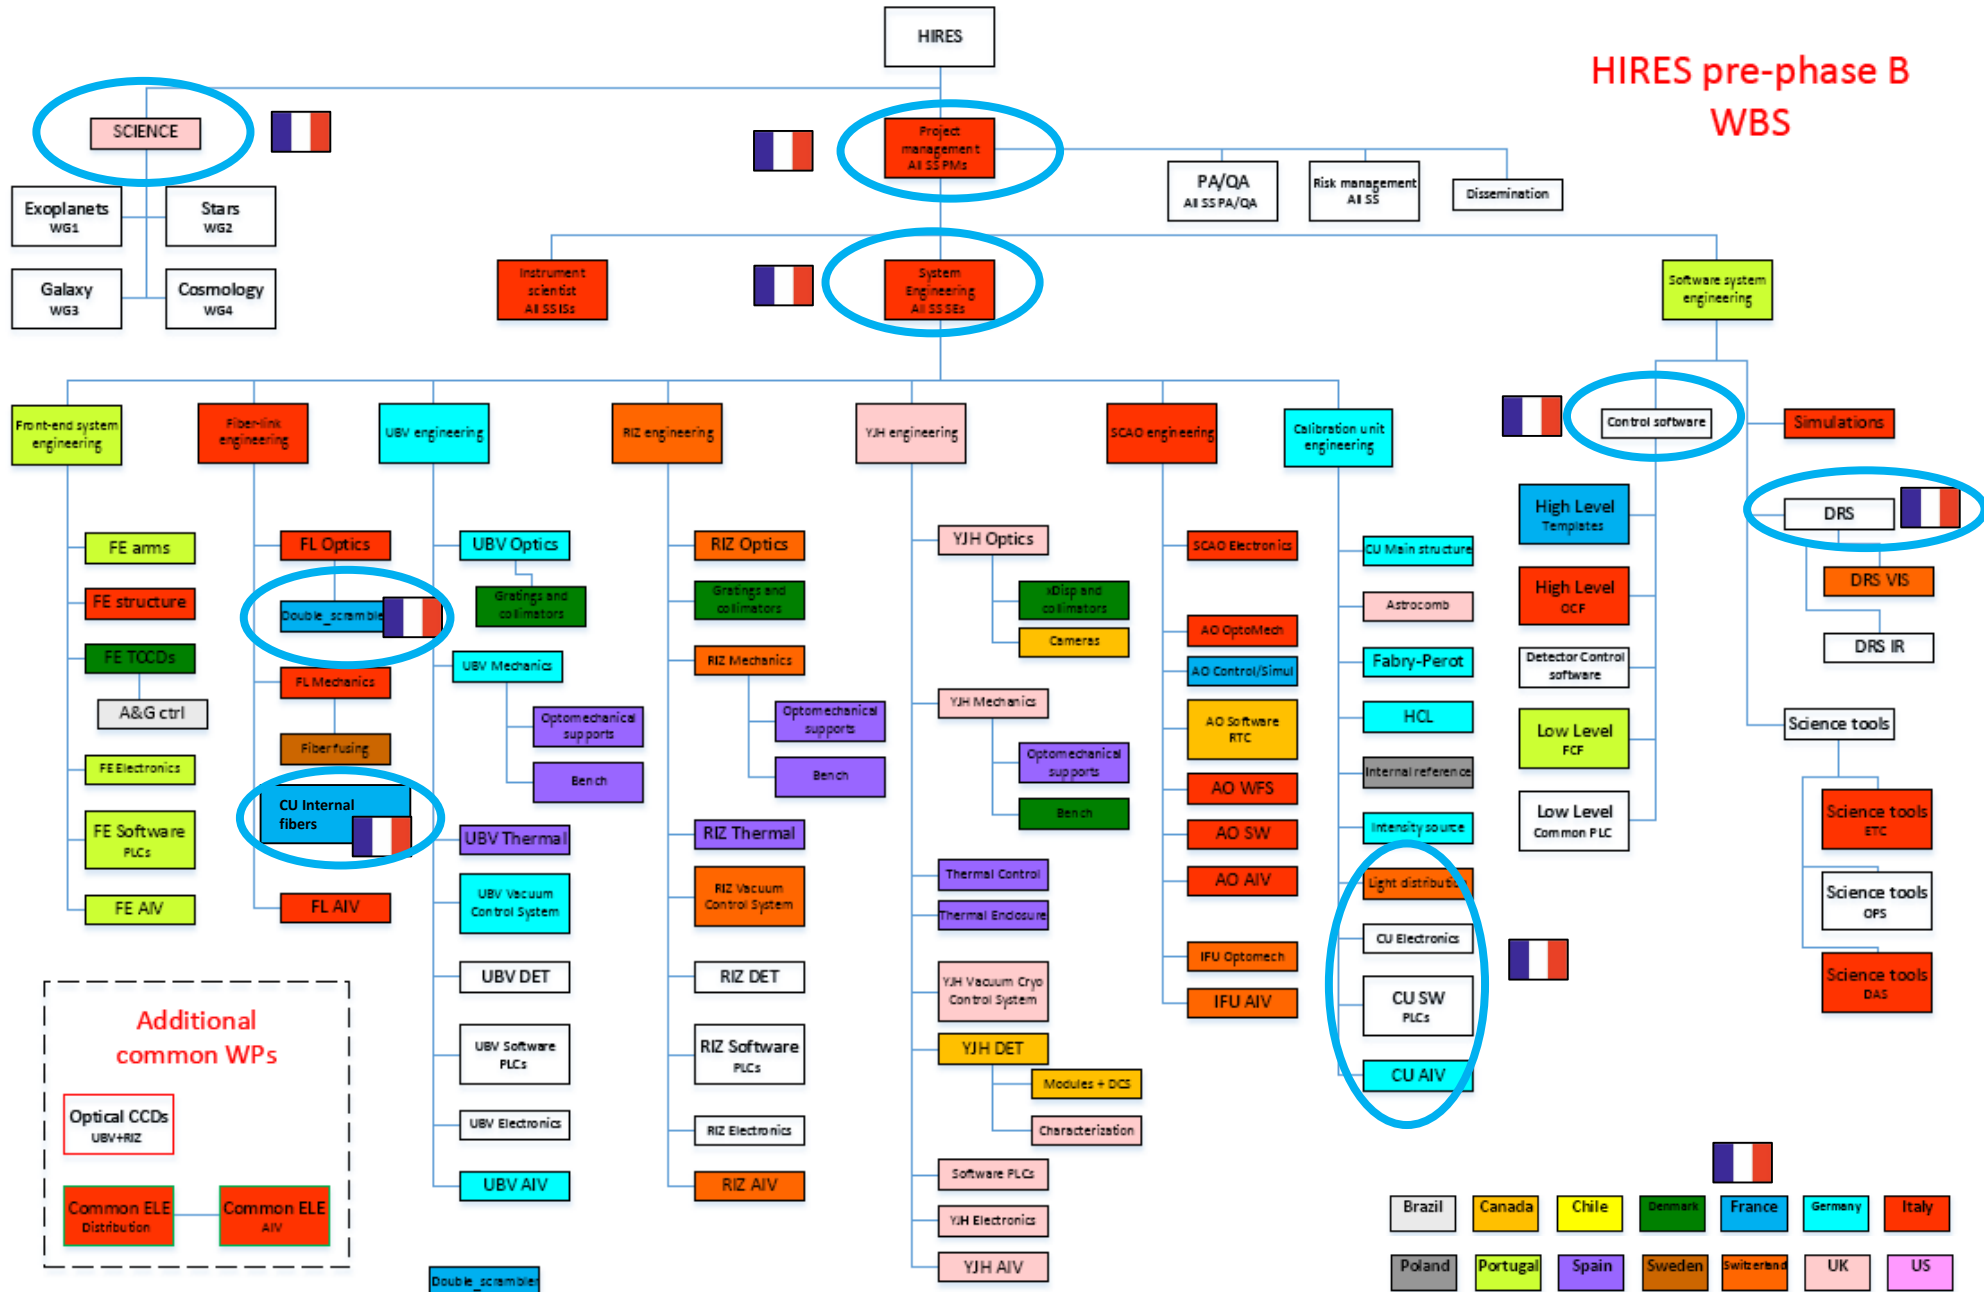 HIRES
HIRES pre-phase B
WBS
SCIENCE
Project
management
All SS PMs
PA/QA
All SS PA/QA
Risk management
All SS
Dissemination
Exoplanets
WG1
Stars
WG2
Galaxy
WG3
Cosmology
WG4
Instrument
scientist
All SS ISs
System
Engineering
All SS SEs
Software system
engineering
Front-end system
engineering
Fiber-link
engineering
UBV engineering
RIZ engineering
YJH engineering
SCAO engineering
Calibration unit
engineering
Control software
Simulations
FE arms
FE structure
FE TCCDs
A&G ctrl
FE Electronics
FE Software
PLCs
FE AIV
FL Optics
Double_scramble
FL Mechanics
Fiber fusing
CU Internal
fibers
FL AIV
UBV Optics
Gratings and
collimators
UBV Mechanics
Optomechanical
supports
Bench
UBV Thermal
UBV Vacuum
Control System
UBV DET
UBV Software
PLCs
UBV Electronics
UBV AIV
RIZ Optics
Gratings and
collimators
RIZ Mechanics
Optomechanical
supports
Bench
RIZ Thermal
RIZ Vacuum
Control System
RIZ DET
RIZ Software
PLCs
RIZ Electronics
RIZ AIV
YJH Optics
xDisp and
collimators
Cameras
YJH Mechanics
Optomechanical
supports
Bench
Thermal Control
Thermal Enclosure
YJH Vacuum Cryo
Control System
YJH DET
Modules + DCS
Characterization
Software PLCs
YJH Electronics
YJH AIV
SCAO Electronics
AO OptoMech
AO Control/Simul
AO Software
RTC
AO WFS
AO SW
AO AIV
IFU Optomech
IFU AIV
CU Main structure
Astrocomb
Fabry-Perot
HCL
Internal reference
Intensity source
Light distribution
CU Electronics
CU SW
PLCs
CU AIV
High Level
Templates
High Level
OCF
Detector Control
software
Low Level
FCF
Low Level
Common PLC
DRS
DRS VIS
DRS IR
Science tools
Science tools
ETC
Science tools
OPS
Science tools
DAS
Additional
common WPs
Optical CCDs
UBV+RIZ
Common ELE
Distribution
Common ELE
AIV
Double_scrambler
Brazil
Canada
Chile
Denmark
France
Germany
Italy
Poland
Portugal
Spain
Sweden
Switzerland
UK
US